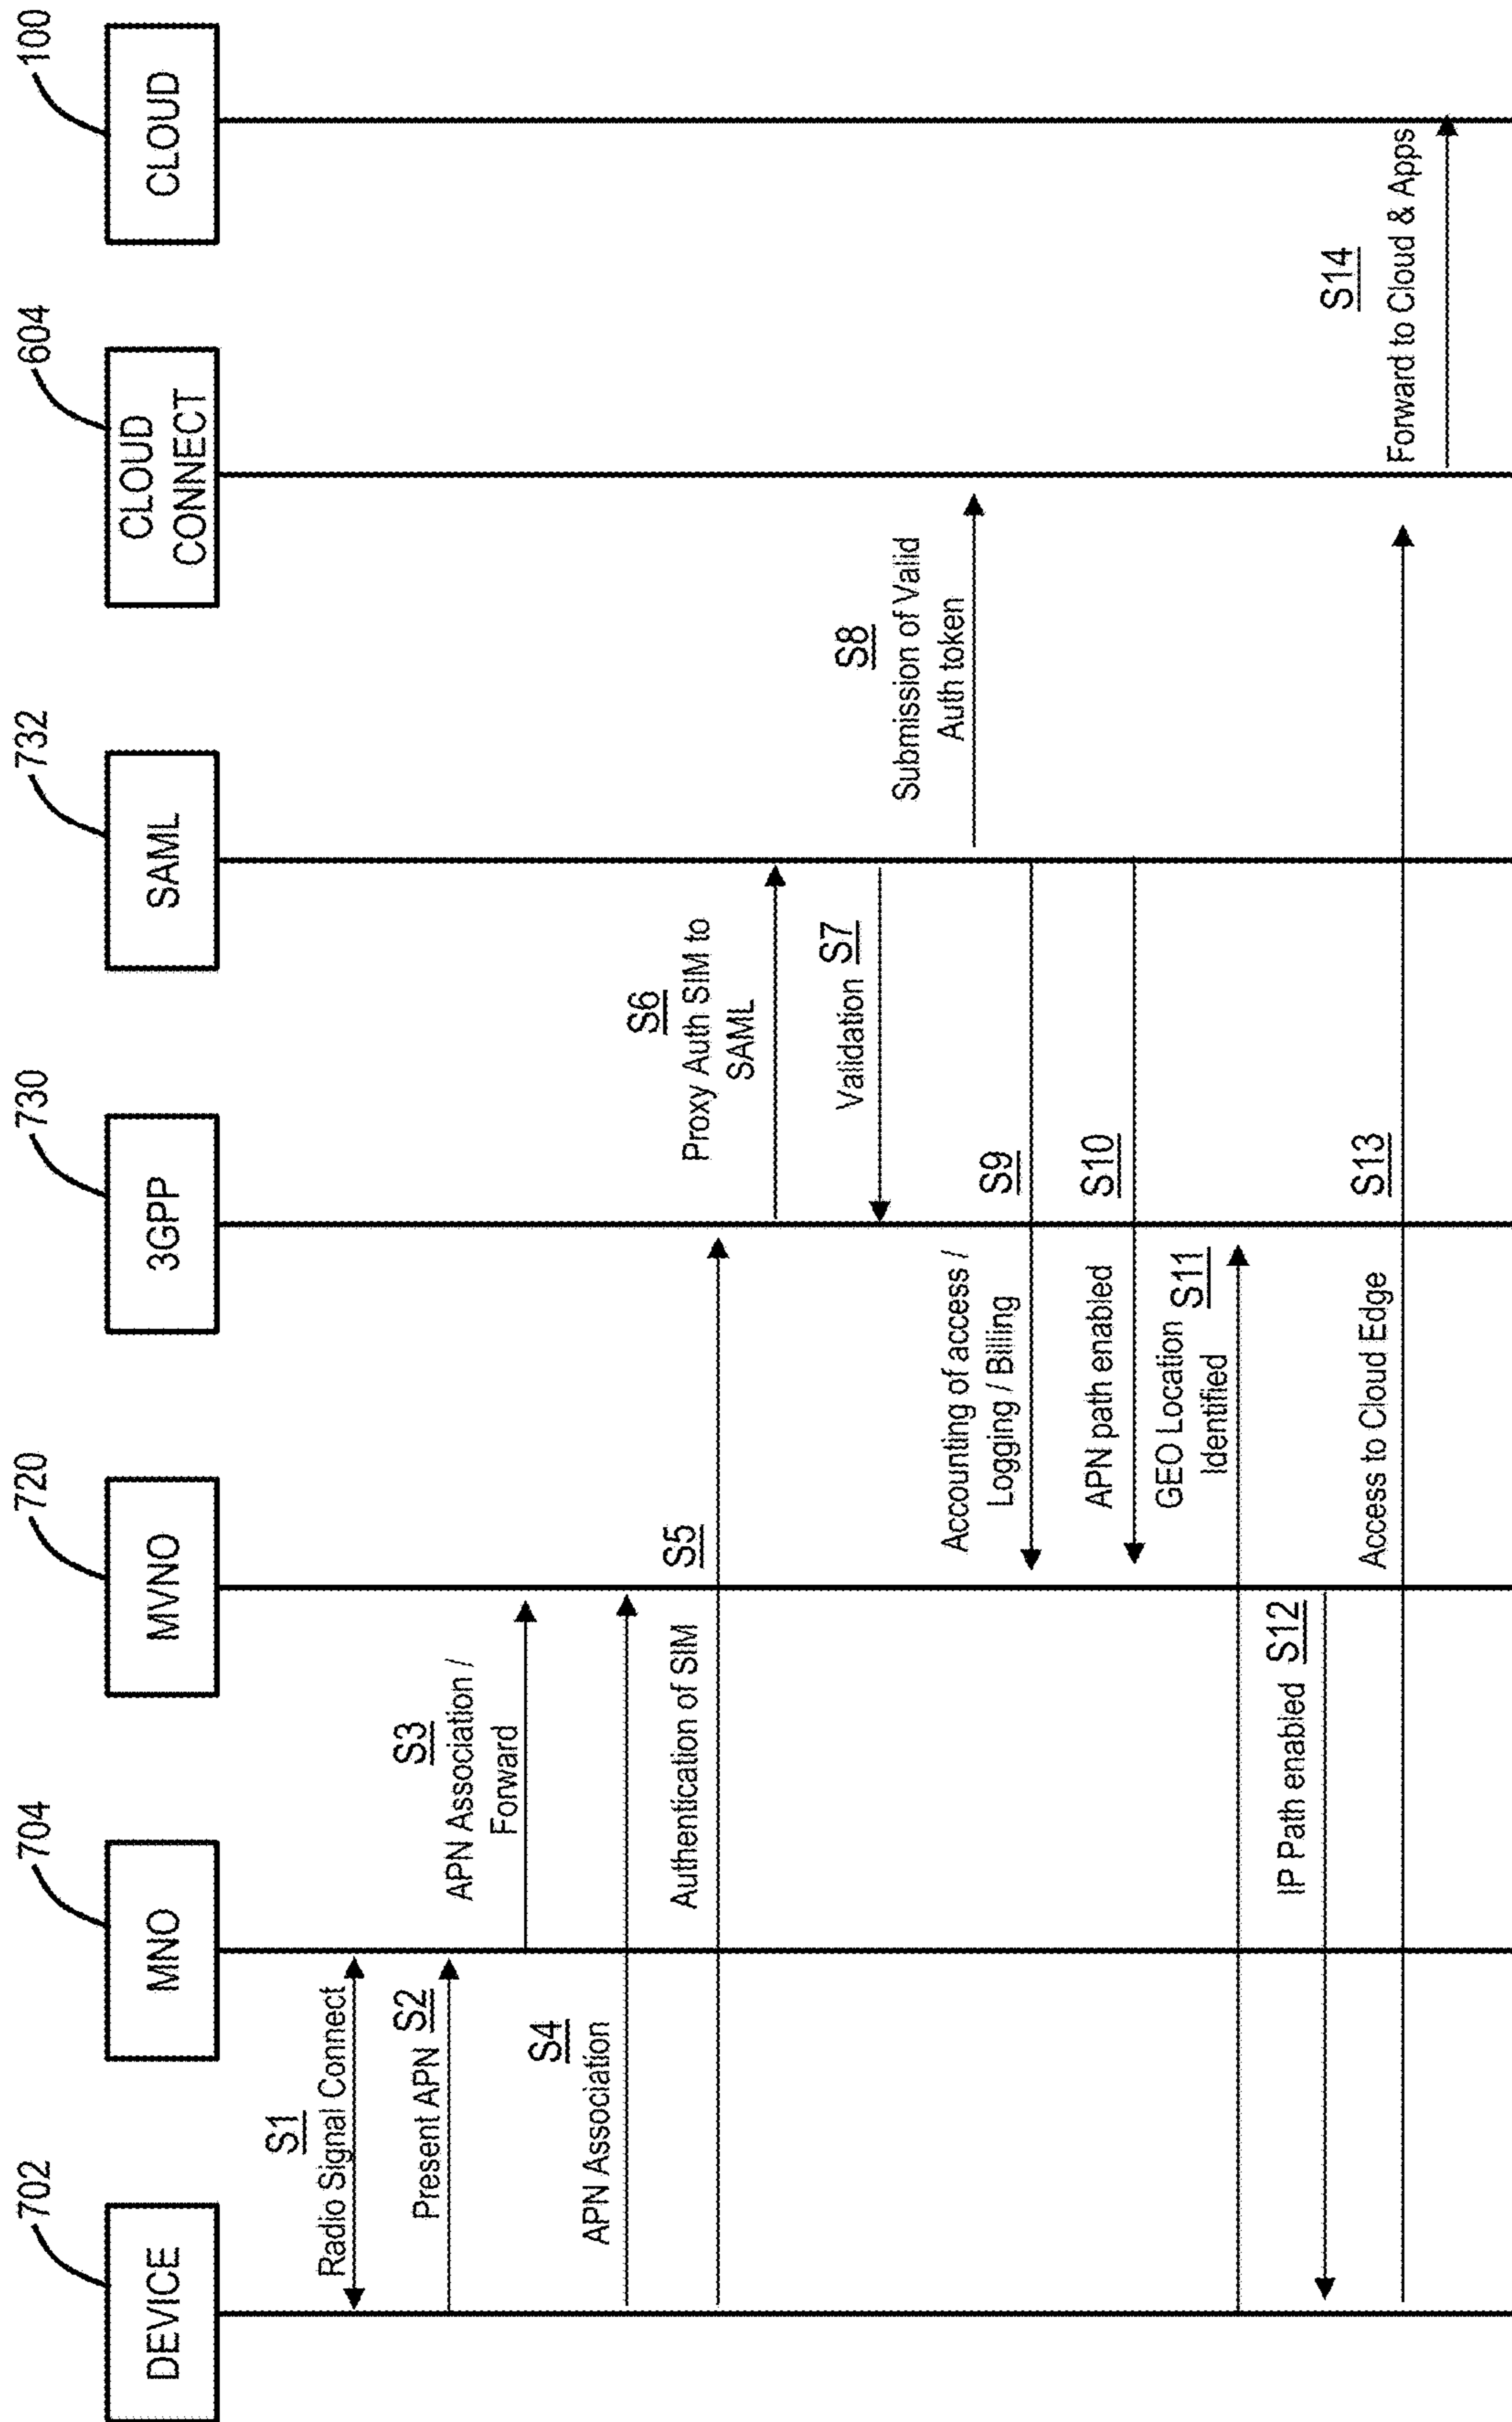 702
704
720
730
732
604
100
DEVICE
MNO
MVNO
3GPP
SAML
CLOUD
CONNECT
CLOUD
S1
Radio Signal Connect
Present APN S2
S3
APN Association /
Forward
S4
APN Association
S5
Authentication of SIM
S6
Proxy Auth SIM to
SAML
Validation S7
S8
Submission of Valid
Auth token
S9
Accounting of access /
Logging / Billing
S10
APN path enabled
GEO Location S11
Identified
IP Path enabled S12
S13
Access to Cloud Edge
S14
Forward to Cloud & Apps